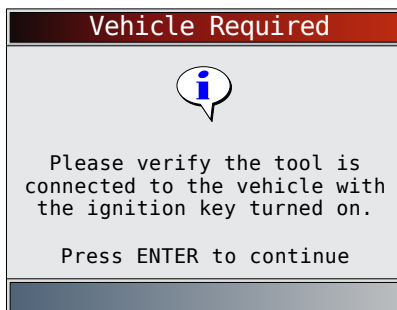 Vehicle Required
i
Please verify the tool is
connected to the vehicle with
the ignition key turned on.
Press ENTER to continue